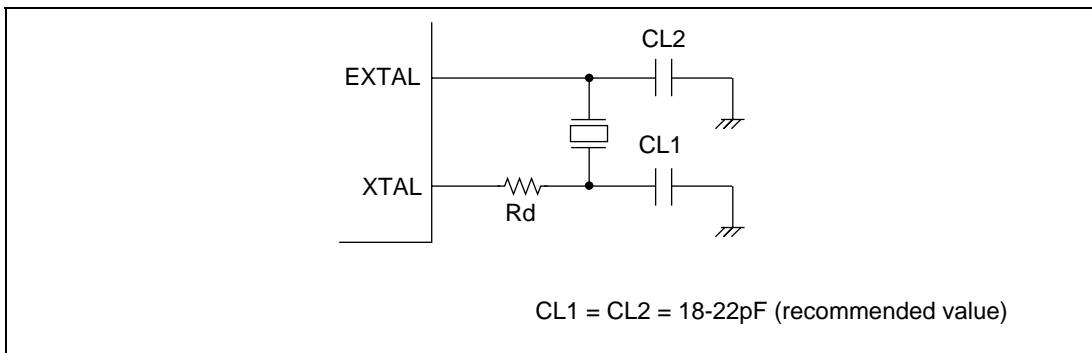 CL2
EXTAL
CL1
XTAL
Rd
CL1 = CL2 = 18-22pF (recommended value)